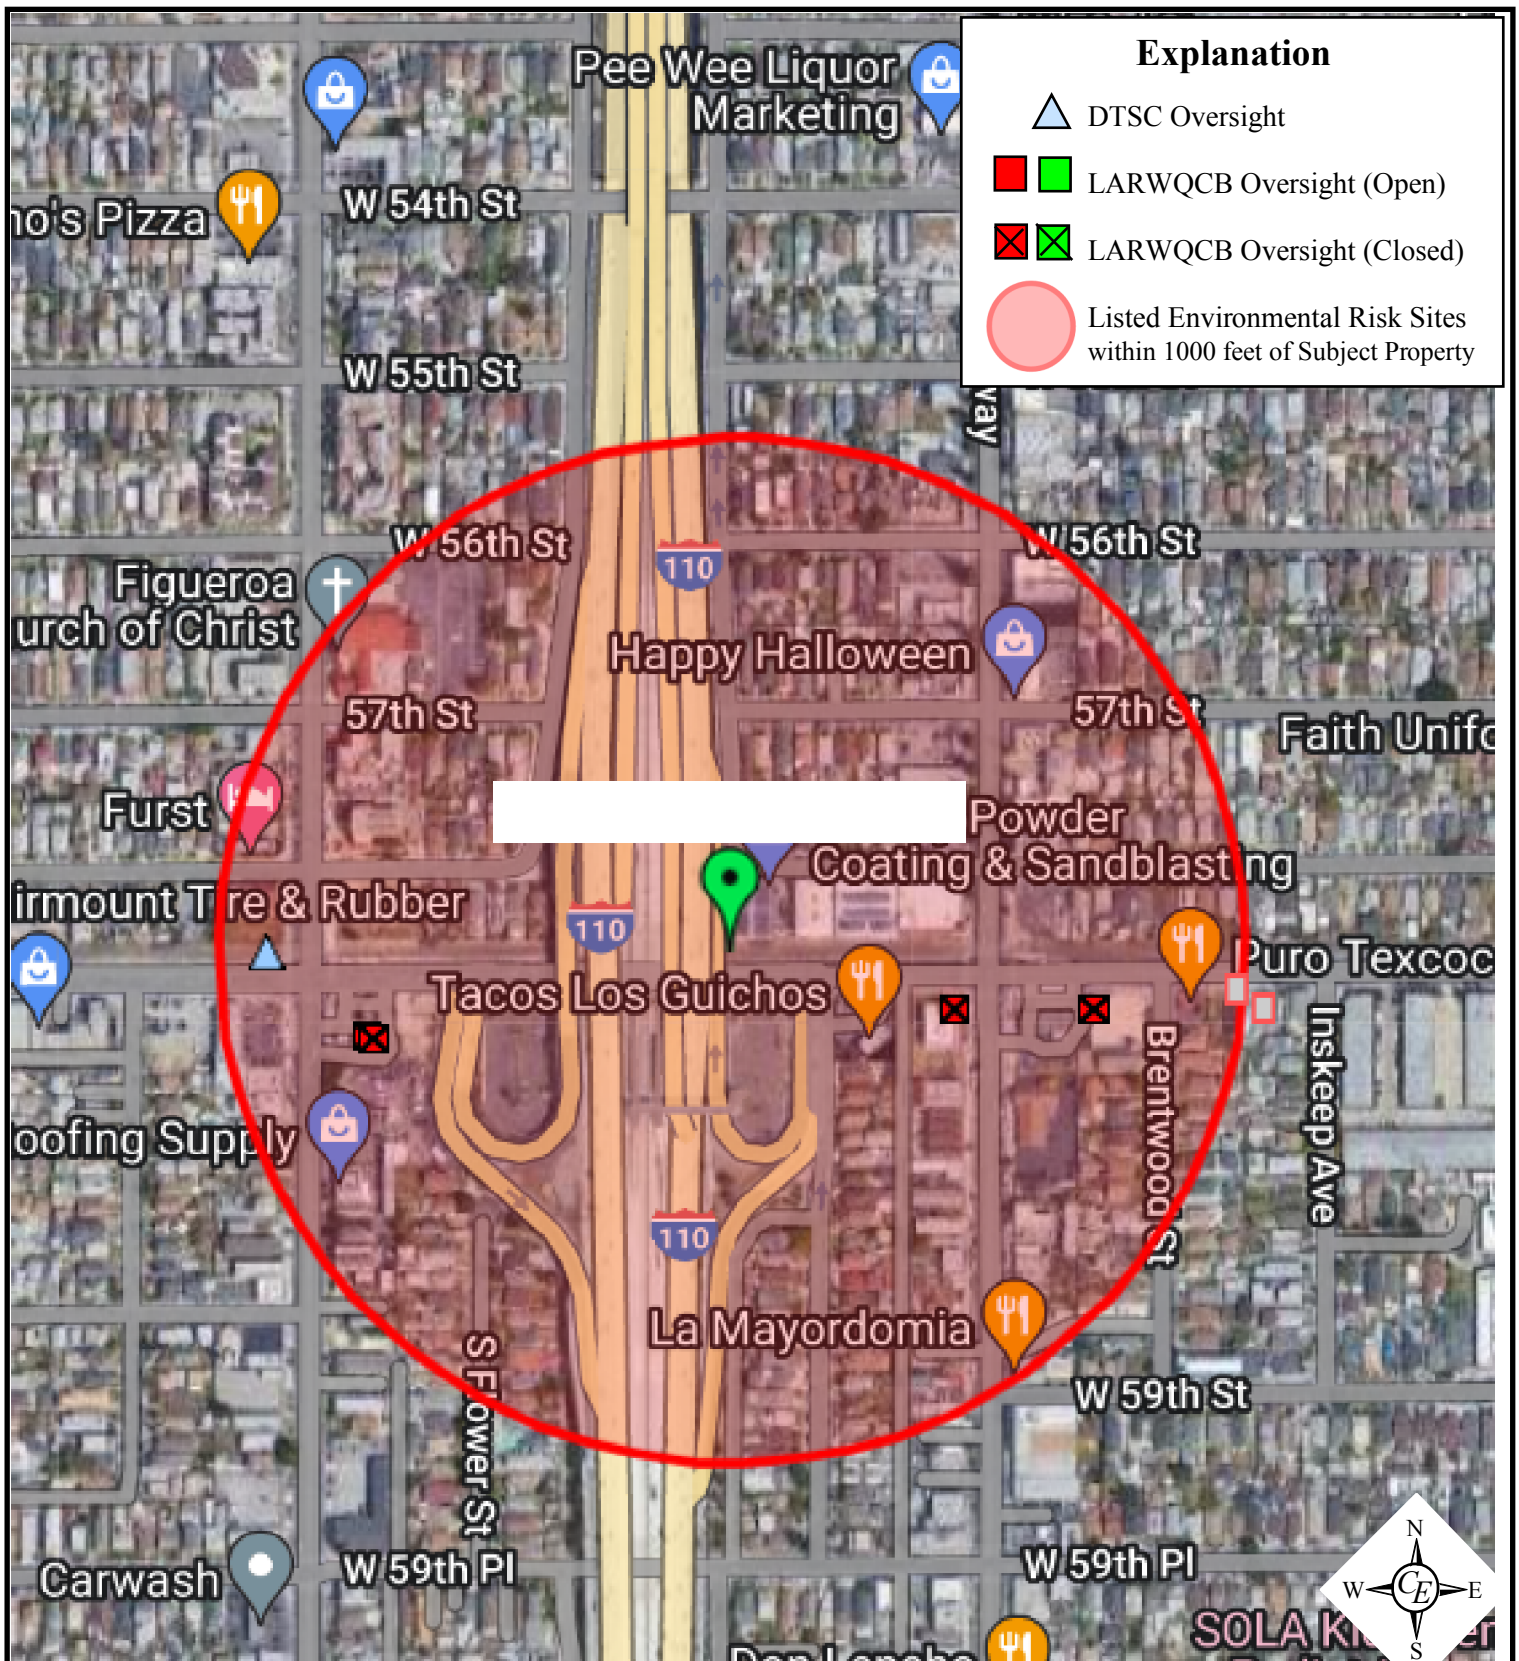 Explanation
DTSC Oversight
LARWQCB Oversight (Open)
LARWQCB Oversight (Closed)
Listed Environmental Risk Sites
within 1000 feet of Subject Property
Pee Wee Liquor
Marketing
W 54th St
no's Pizza
W 55th St
way
W 56th St
W 56th St
110
Figueroa
urch of Christ
Happy Halloween
57th St
57th St
Faith Unifo
Furst
Powder
Coating & Sandblasting
irmount Tire & Rubber
110
Puro Texcoc
Tacos Los Guichos
Inskeep Ave
Brentwood St
oofing Supply
110
La Mayordomia
S Flower St
W 59th St
Carwash
W 59th Pl
W 59th Pl
N
W
CE
E
S
SOLA